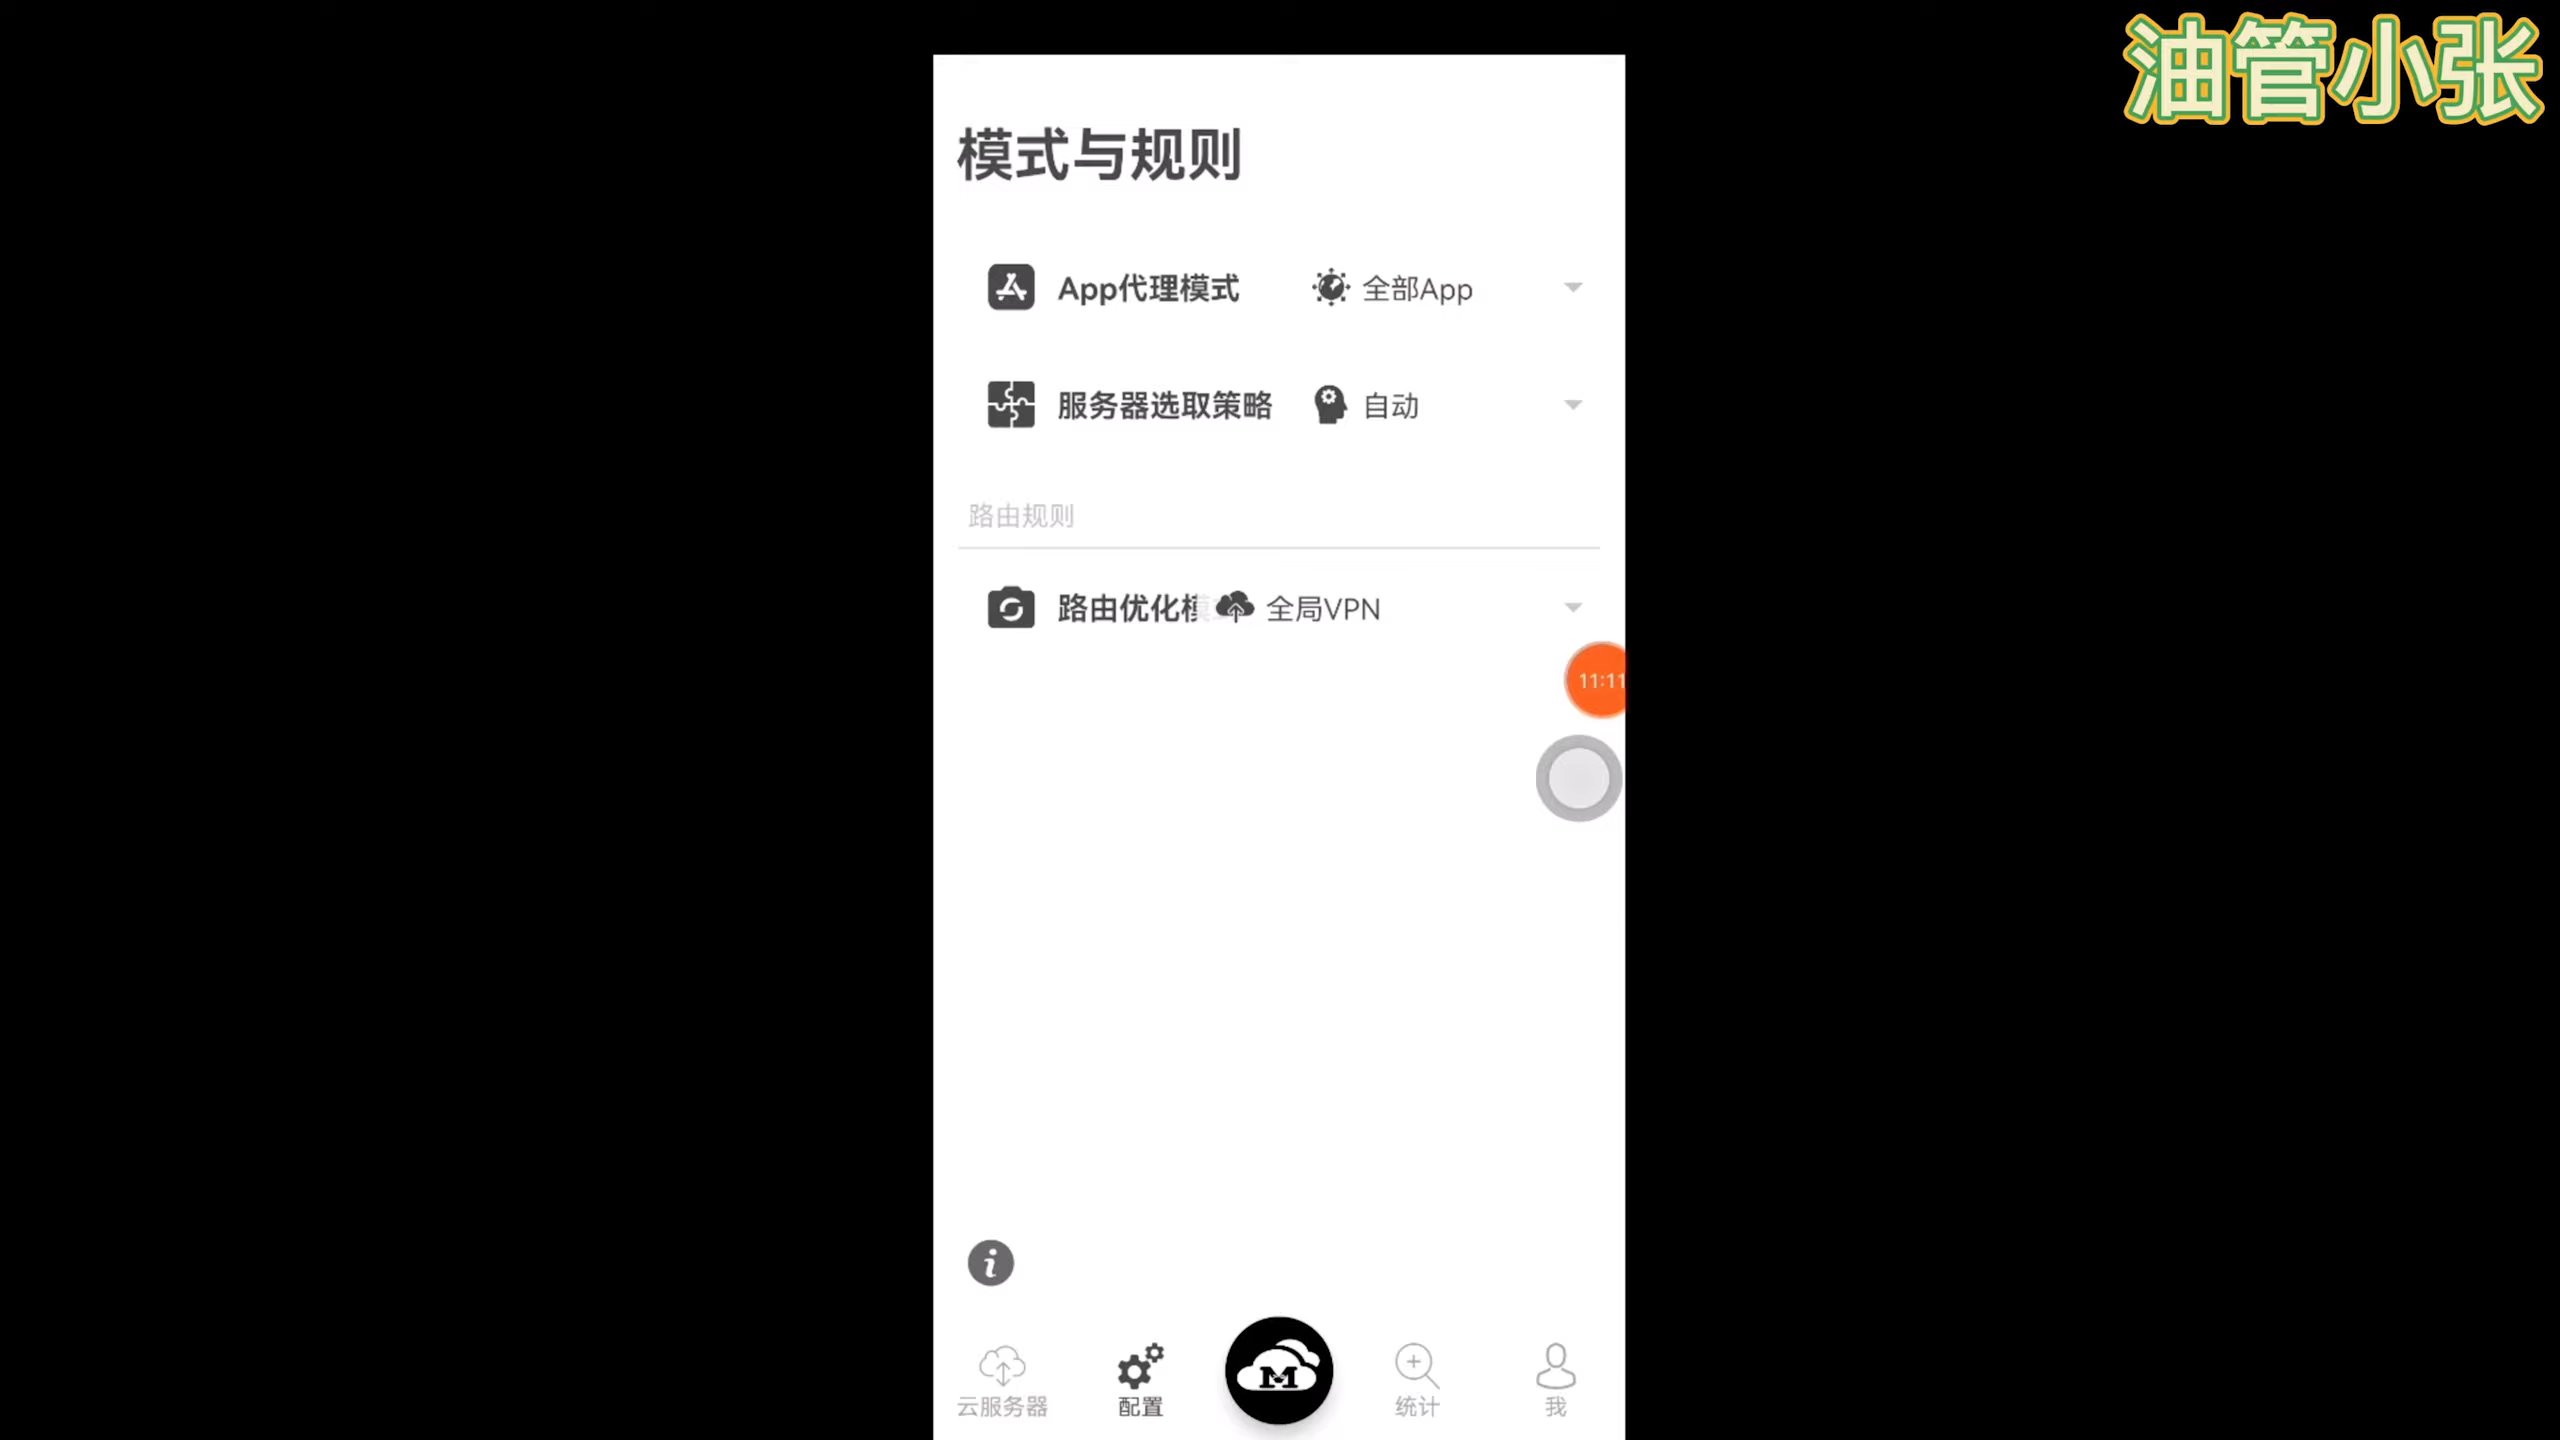 油管小张
模式与规则
App代理模式 全部App
服务器选取策略 自动
路由规则
路由优化模 全局VPN
11:11
M
云服务器 配置 统计 我